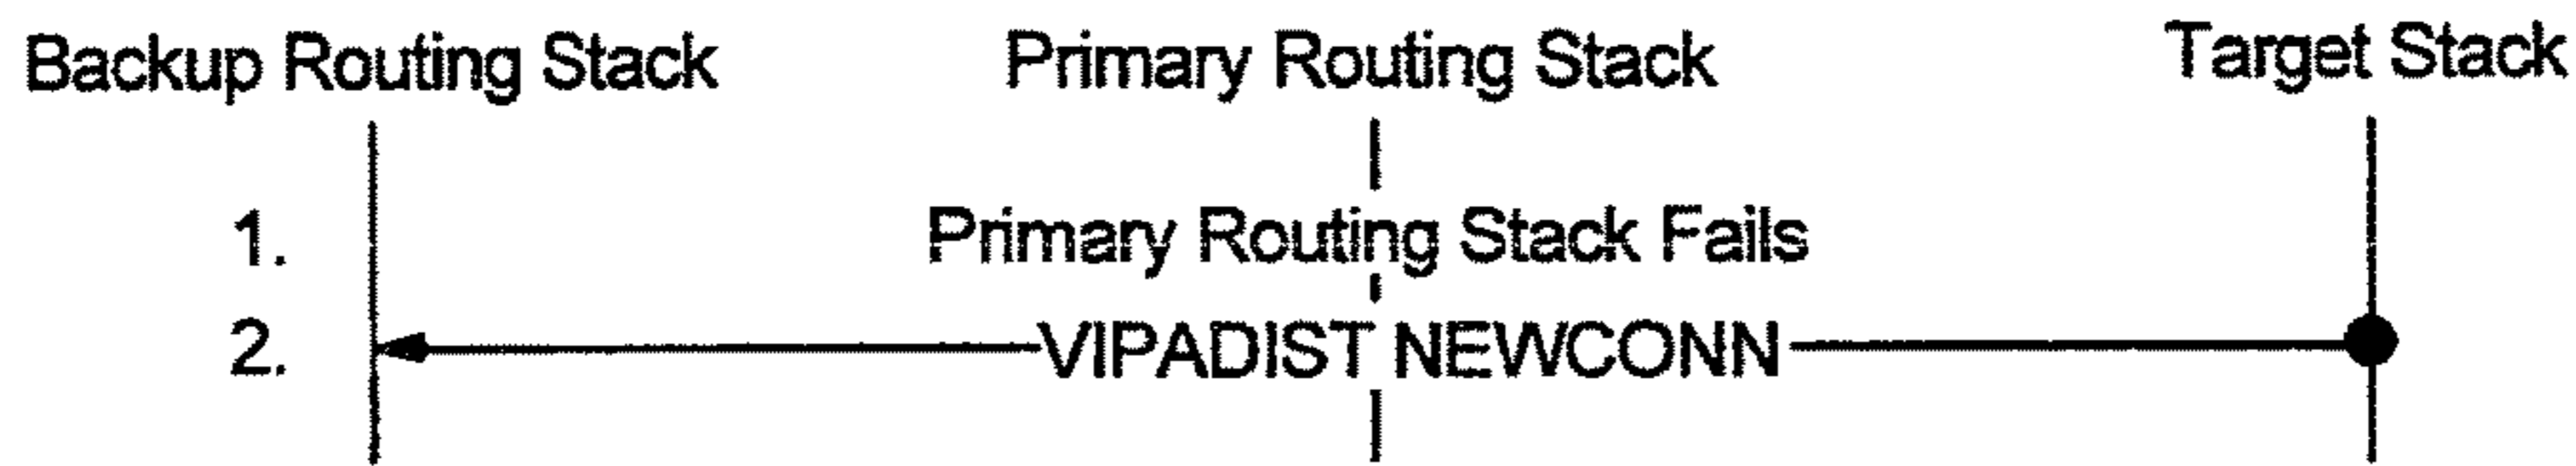 Backup Routing Stack Primary Routing Stack Target Stack
1. Primary Routing Stack Fails
2. VIPADIST NEWCONN